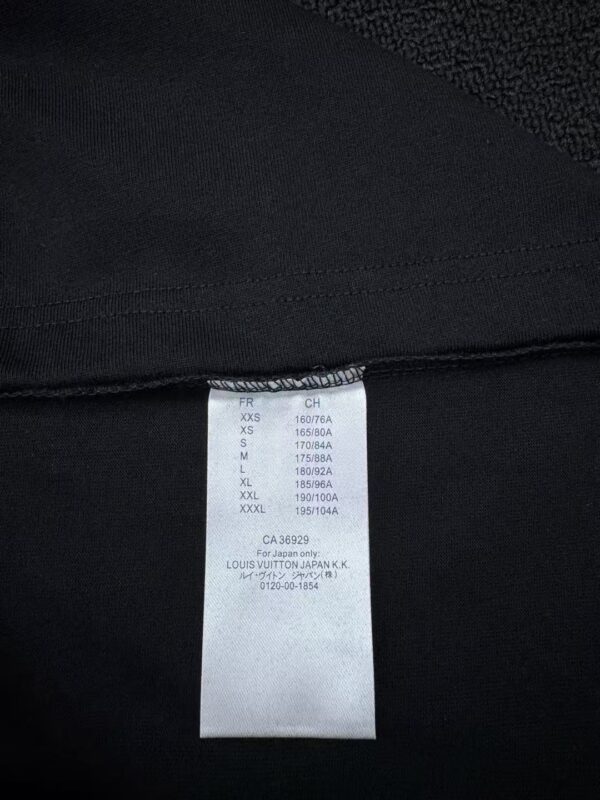 FR CH
XXS 160/76A
XS 165/80A
S 170/84A
M 175/88A
L 180/92A
XL 185/96A
XXL 190/100A
XXXL 195/104A
CA 36929
For Japan only:
LOUIS VUITTON JAPAN K.K.
ルイ・ヴイトン ジャパン(株)
0120-00-1854